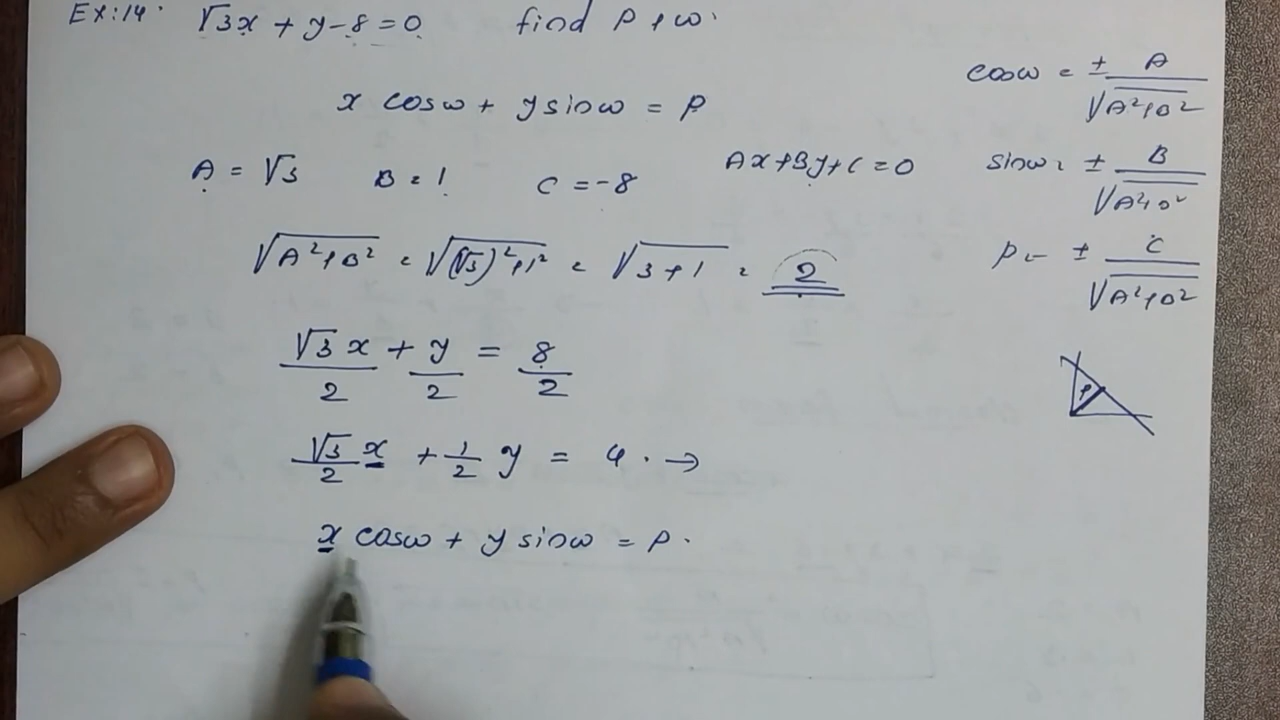 Ex:14. √3x + y - 8 = 0 find p , ω.
x cosω + y sinω = p
A = √3 B = 1 C = -8 Ax+By+C = 0
√A²+B² = √(√3)²+1² = √3+1 = 2
√3x/2 + y/2 = 8/2
√3/2 x + 1/2 y = 4 . →
x cosω + y sinω = p .
cosω = ± A/√A²+B²
sinω = ± B/√A²+B²
p = ± C/√A²+B²
p